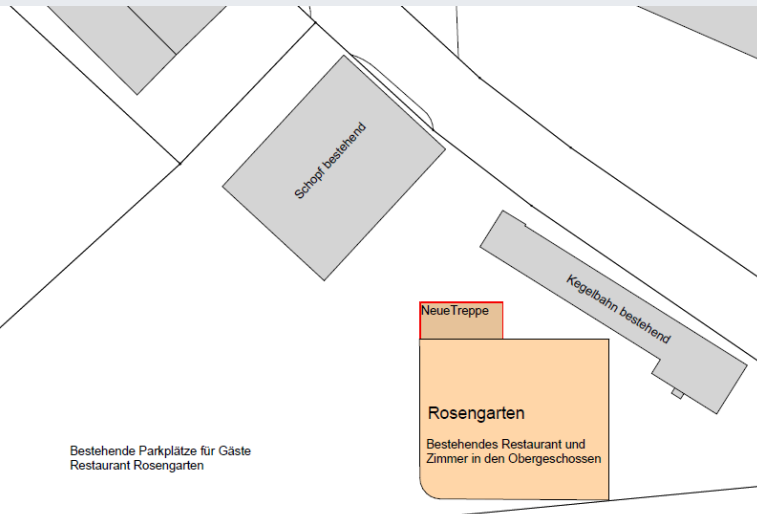 Schopf bestehend
Kegelbahn bestehend
NeueTreppe
Rosengarten
Bestehendes Restaurant und
Zimmer in den Obergeschossen
Bestehende Parkplätze für Gäste
Restaurant Rosengarten